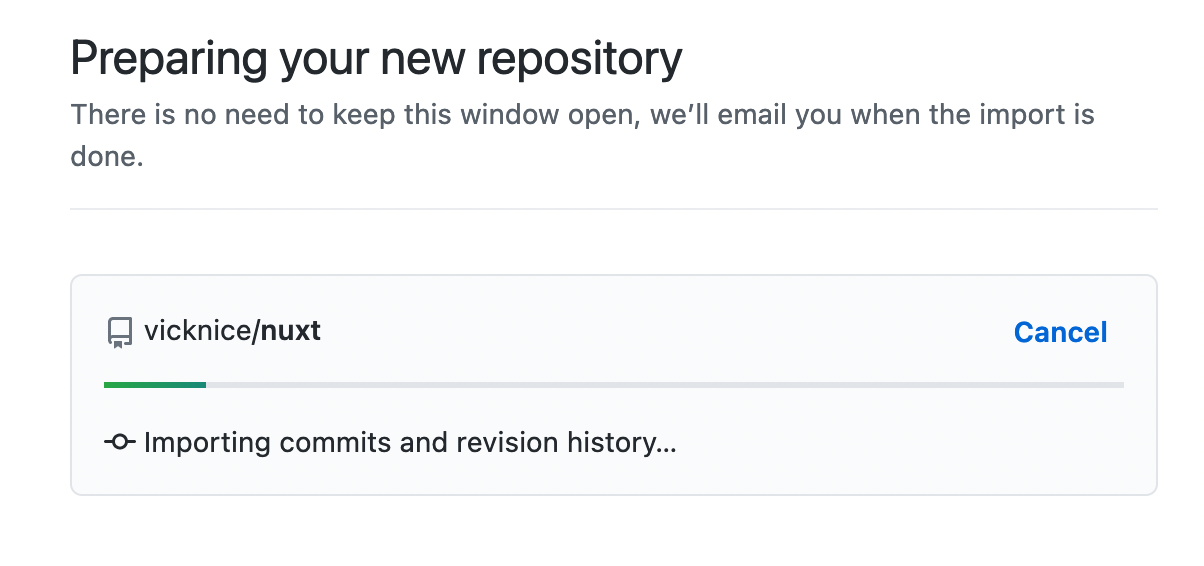 Preparing your new repository
There is no need to keep this window open, we’ll email you when the import is
done.
vicknice/nuxt
Cancel
Importing commits and revision history...